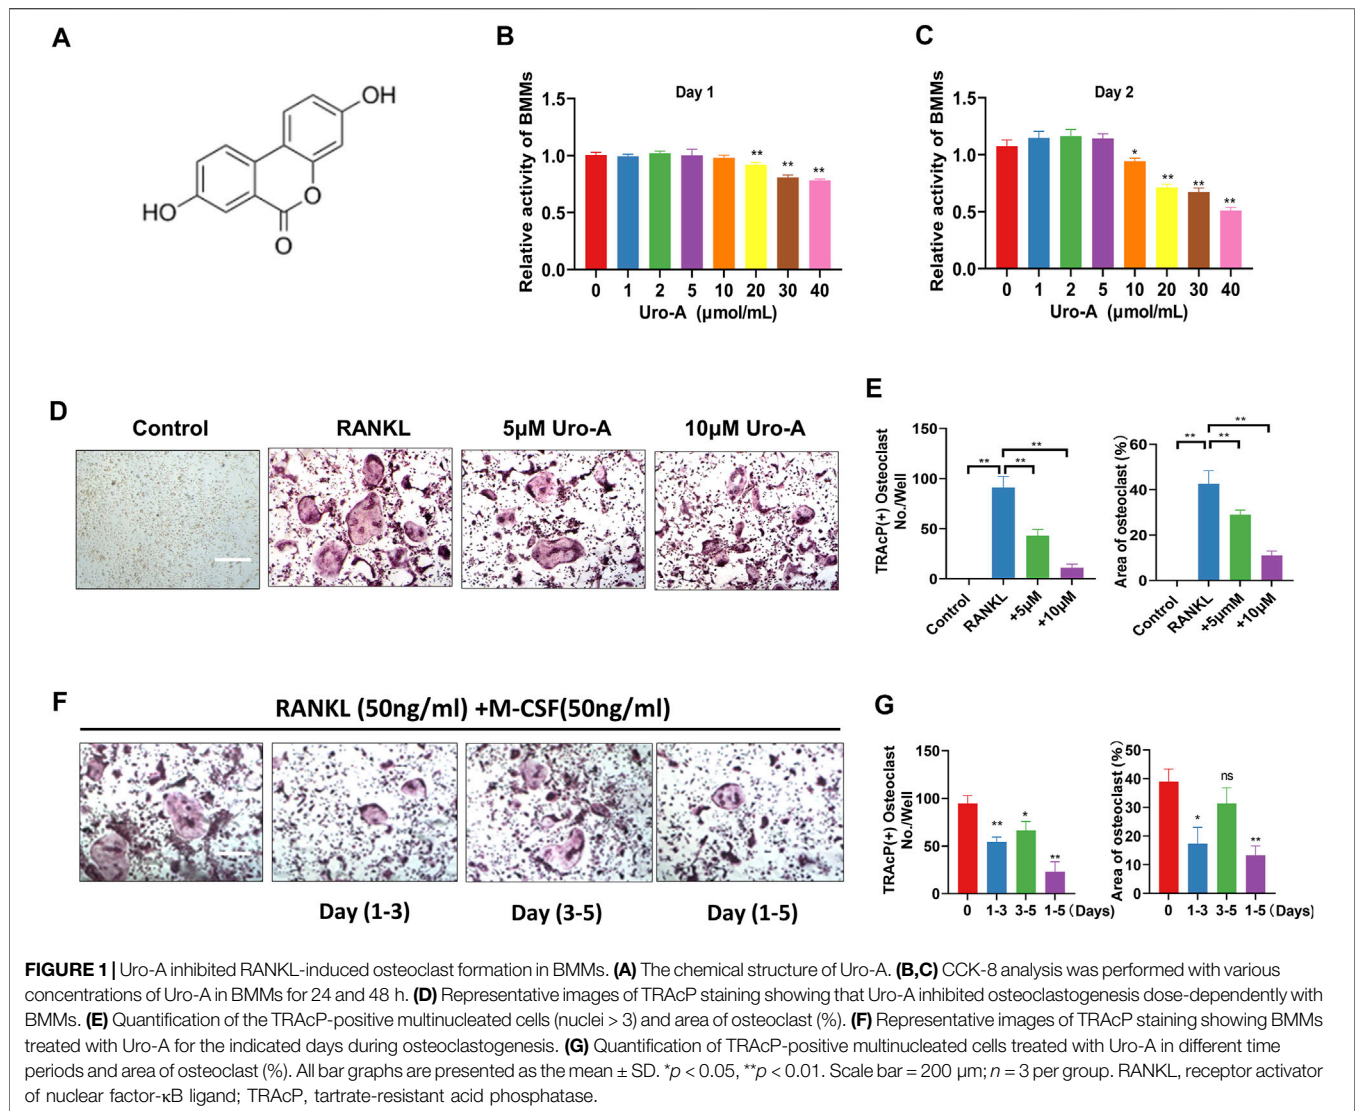 A
OH
HO
O
O
B
Day 1
Relative activity of BMMs
1.5
1.0
0.5
0.0
**
**
**
0 1 2 5 10 20 30 40
Uro-A (μmol/mL)
C
Day 2
Relative activity of BMMs
1.5
1.0
0.5
0.0
*
**
**
**
0 1 2 5 10 20 30 40
Uro-A (μmol/mL)
D
Control RANKL 5μM Uro-A 10μM Uro-A
E
TRAcP(+) Osteoclast
No./Well
150
100
50
0
**
** **
Control RANKL +5μM +10μM
Area of osteoclast (%)
60
40
20
0
**
** **
Control RANKL +5μmM +10μM
F
RANKL (50ng/ml) +M-CSF(50ng/ml)
Day (1-3) Day (3-5) Day (1-5)
G
TRAcP(+) Osteoclast
No./Well
150
100
50
0
** * **
0 1-3 3-5 1-5 (Days)
Area of osteoclast (%)
50
40
30
20
10
0
* ns **
0 1-3 3-5 1-5 (Days)
FIGURE 1 | Uro-A inhibited RANKL-induced osteoclast formation in BMMs. (A) The chemical structure of Uro-A. (B,C) CCK-8 analysis was performed with various
concentrations of Uro-A in BMMs for 24 and 48 h. (D) Representative images of TRAcP staining showing that Uro-A inhibited osteoclastogenesis dose-dependently with
BMMs. (E) Quantification of the TRAcP-positive multinucleated cells (nuclei > 3) and area of osteoclast (%). (F) Representative images of TRAcP staining showing BMMs
treated with Uro-A for the indicated days during osteoclastogenesis. (G) Quantification of TRAcP-positive multinucleated cells treated with Uro-A in different time
periods and area of osteoclast (%). All bar graphs are presented as the mean ± SD. *p < 0.05, **p < 0.01. Scale bar = 200 μm; n = 3 per group. RANKL, receptor activator
of nuclear factor-κB ligand; TRAcP, tartrate-resistant acid phosphatase.